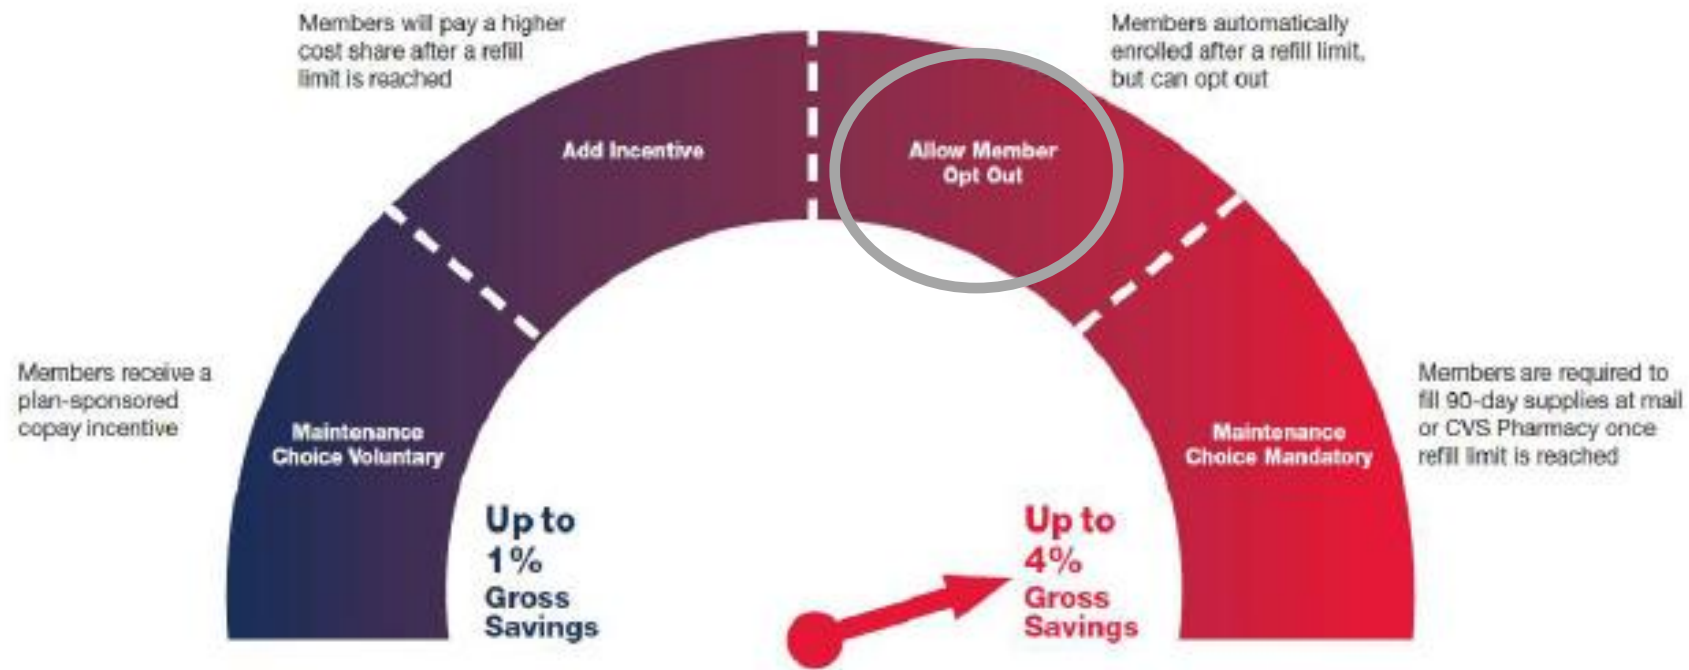 Members will pay a higher
cost share after a refill
limit is reached
Members automatically
enrolled after a refill limit,
but can opt out
Add Incentive
Allow Member
Opt Out
Members receive a
plan-sponsored
copay incentive
Maintenance
Choice Voluntary
Maintenance
Choice Mandatory
Members are required to
fill 90-day supplies at mail
or CVS Pharmacy once
refill limit is reached
Up to
1%
Gross
Savings
Up to
4%
Gross
Savings